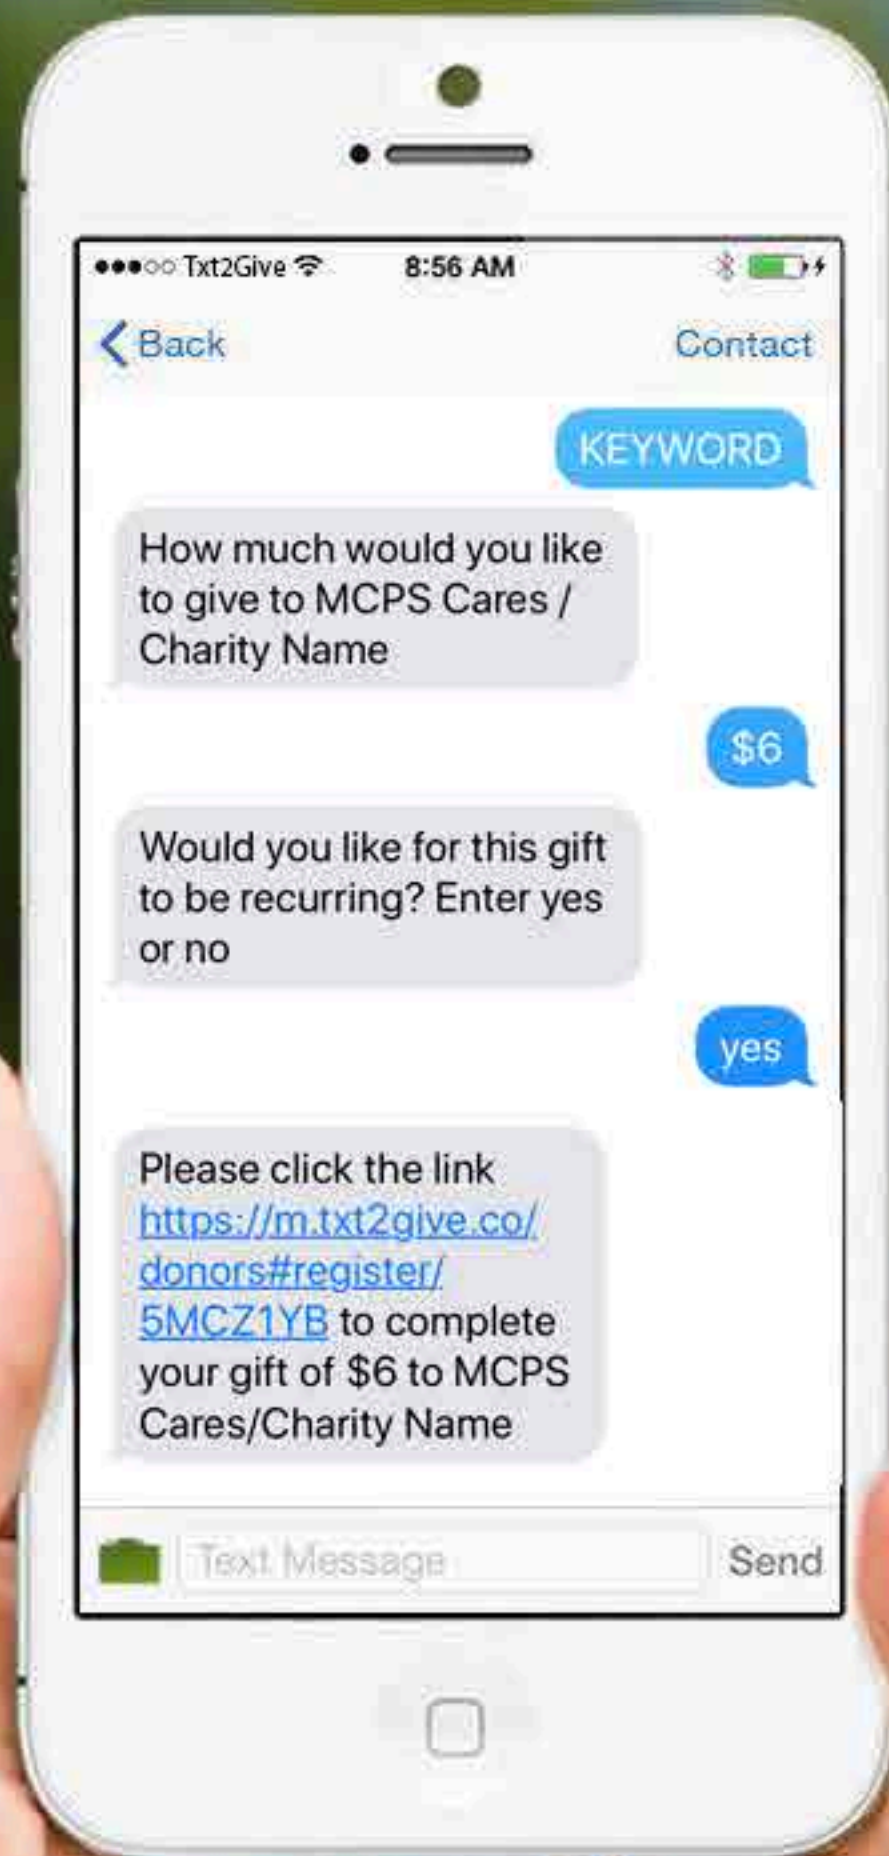 Txt2Give 8:56 AM
Back Contact
KEYWORD
How much would you like
to give to MCPS Cares /
Charity Name
$6
Would you like for this gift
to be recurring? Enter yes
or no
yes
Please click the link
https://m.txt2give.co/
donors#register/
5MCZ1YB to complete
your gift of $6 to MCPS
Cares/Charity Name
Text Message Send